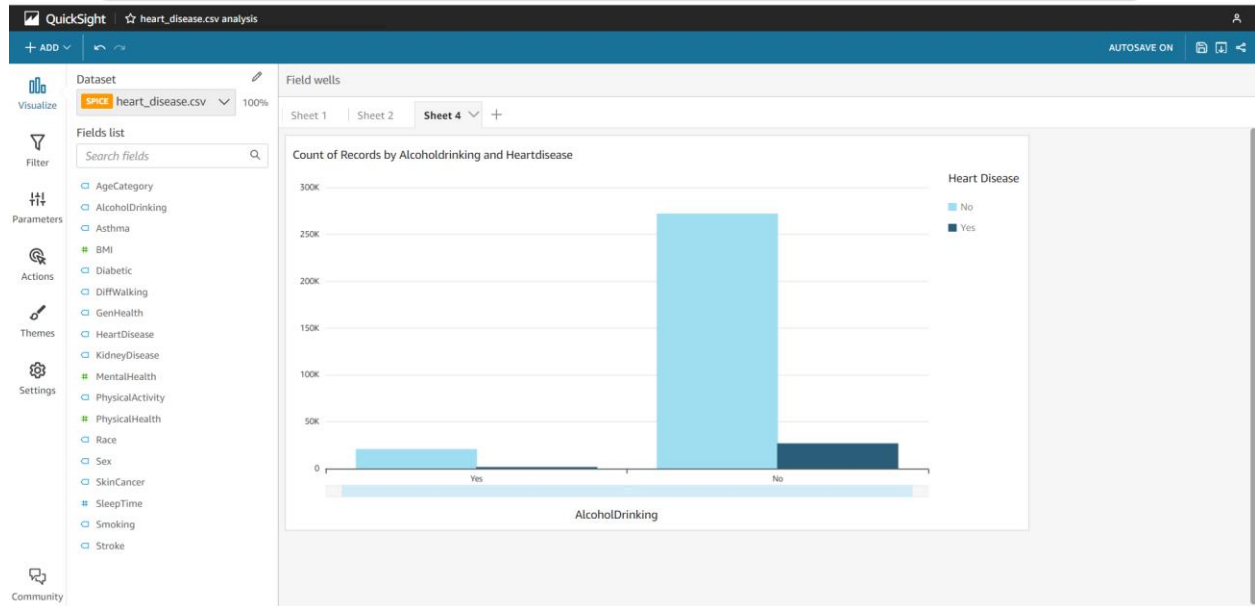 QuickSight heart_disease.csv analysis
+ ADD
AUTOSAVE ON
Visualize
Filter
Parameters
Actions
Themes
Settings
Community
Dataset
SPICE heart_disease.csv 100%
Fields list
Search fields
AgeCategory
AlcoholDrinking
Asthma
# BMI
Diabetic
DiffWalking
GenHealth
HeartDisease
KidneyDisease
# MentalHealth
PhysicalActivity
# PhysicalHealth
Race
Sex
SkinCancer
# SleepTime
Smoking
Stroke
Field wells
Sheet 1 Sheet 2 Sheet 4 +
Count of Records by Alcoholdrinking and Heartdisease
300K
250K
200K
150K
100K
50K
0
Yes No
AlcoholDrinking
Heart Disease
No
Yes